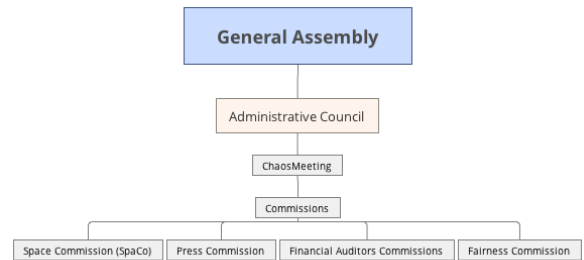 General Assembly
Administrative Council
ChaosMeeting
Commissions
Space Commission (SpaCo)
Press Commission
Financial Auditors Commissions
Fairness Commission